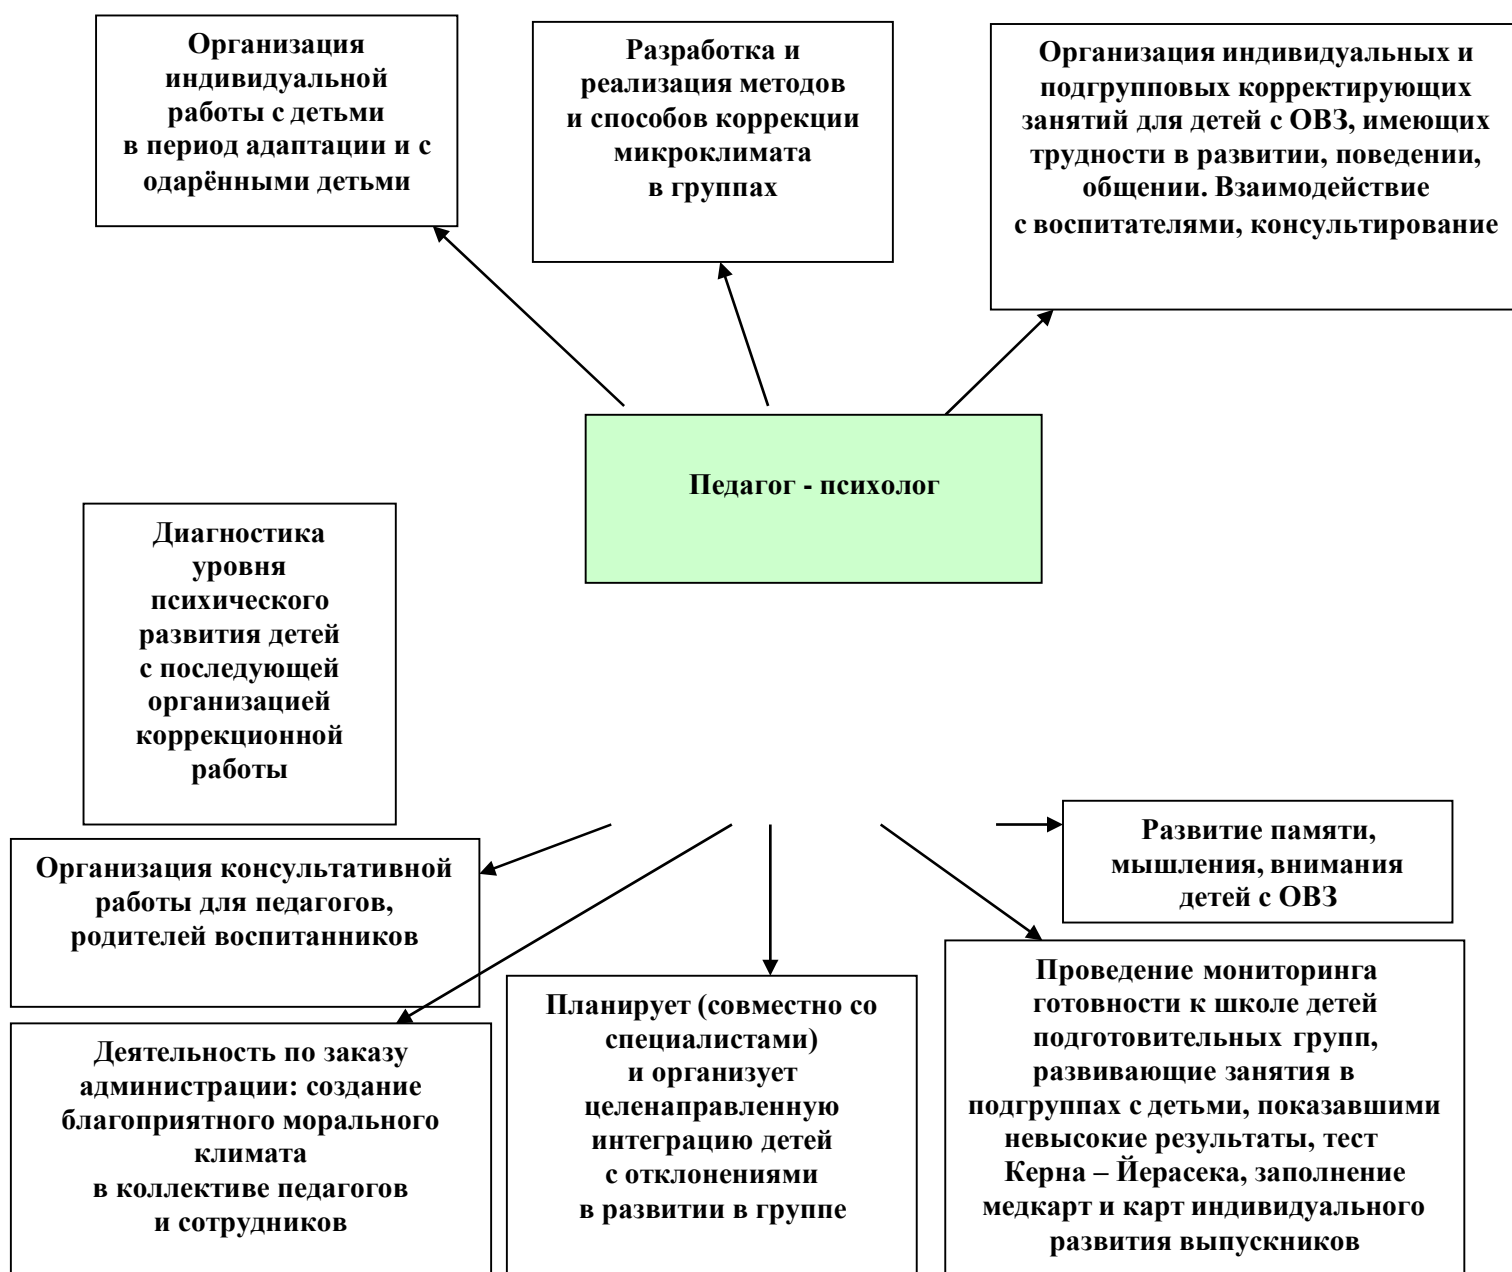 Организация
индивидуальной
работы с детьми
в период адаптации и с
одарёнными детьми
Разработка и
реализация методов
и способов коррекции
микроклимата
в группах
Организация индивидуальных и
подгрупповых корректирующих
занятий для детей с ОВЗ, имеющих
трудности в развитии, поведении,
общении. Взаимодействие
с воспитателями, консультирование
Педагог - психолог
Диагностика
уровня
психического
развития детей
с последующей
организацией
коррекционной
работы
Развитие памяти,
мышления, внимания
детей с ОВЗ
Организация консультативной
работы для педагогов,
родителей воспитанников
Деятельность по заказу
администрации: создание
благоприятного морального
климата
в коллективе педагогов
и сотрудников
Планирует (совместно со
специалистами)
и организует
целенаправленную
интеграцию детей
с отклонениями
в развитии в группе
Проведение мониторинга
готовности к школе детей
подготовительных групп,
развивающие занятия в
подгруппах с детьми, показавшими
невысокие результаты, тест
Керна – Йерасека, заполнение
медкарт и карт индивидуального
развития выпускников